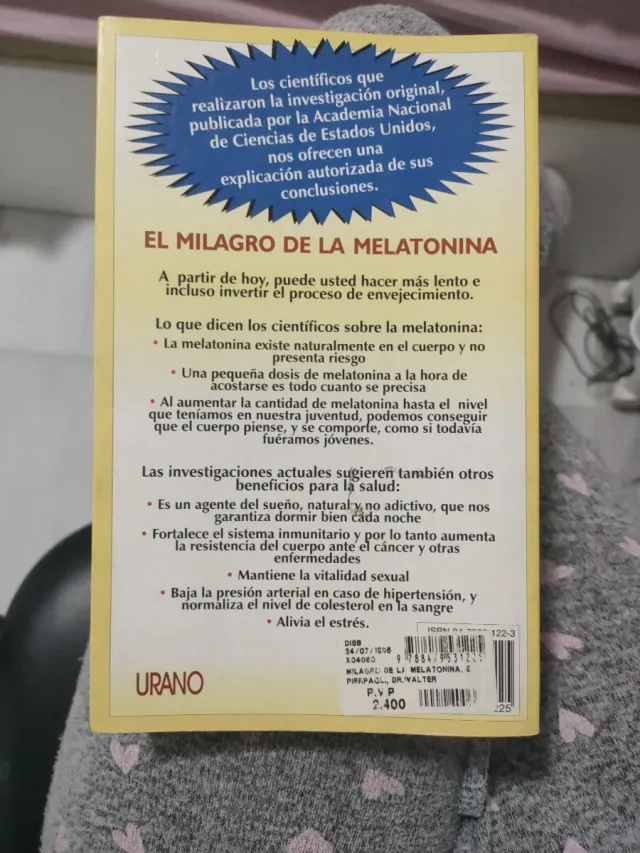 Los científicos que
realizaron la investigación original,
publicada por la Academia Nacional
de Ciencias de Estados Unidos,
nos ofrecen una
explicación autorizada de sus
conclusiones.
EL MILAGRO DE LA MELATONINA
A partir de hoy, puede usted hacer más lento e
incluso invertir el proceso de envejecimiento.
Lo que dicen los científicos sobre la melatonina:
• La melatonina existe naturalmente en el cuerpo y no
presenta riesgo
• Una pequeña dosis de melatonina a la hora de
acostarse es todo cuanto se precisa
• Al aumentar la cantidad de melatonina hasta el nivel
que teníamos en nuestra juventud, podemos conseguir
que el cuerpo piense, y se comporte, como si todavía
fuéramos jóvenes.
Las investigaciones actuales sugieren también otros
beneficios para la salud:
• Es un agente del sueño, natural y no adictivo, que nos
garantiza dormir bien cada noche
• Fortalece el sistema inmunitario y por lo tanto aumenta
la resistencia del cuerpo ante el cáncer y otras
enfermedades
• Mantiene la vitalidad sexual
• Baja la presión arterial en caso de hipertensión, y
normaliza el nivel de colesterol en la sangre
• Alivia el estrés.
122-3
DISB
X04060
MILAGRO DE LA MELATONINA, E
DR.WALTER
P.V.P
2.400
225
URANO